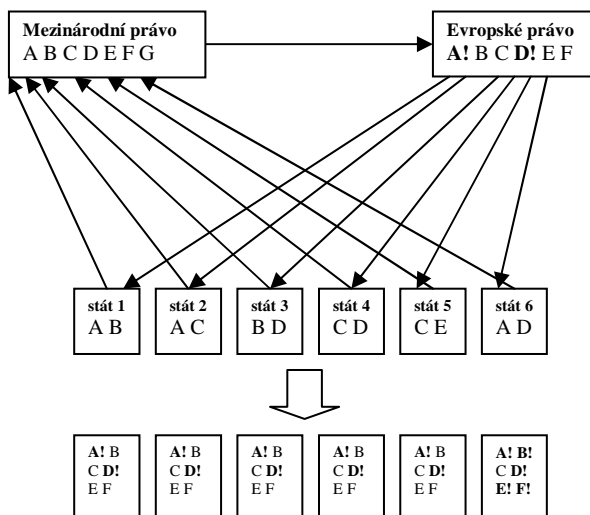 Mezinárodní právo
A B C D E F G
Evropské právo
A! B C D! E F
stát 1
A B
stát 2
A C
stát 3
B D
stát 4
C D
stát 5
C E
stát 6
A D
A! B
C D!
E F
A! B
C D!
E F
A! B
C D!
E F
A! B
C D!
E F
A! B
C D!
E F
A! B!
C D!
E! F!